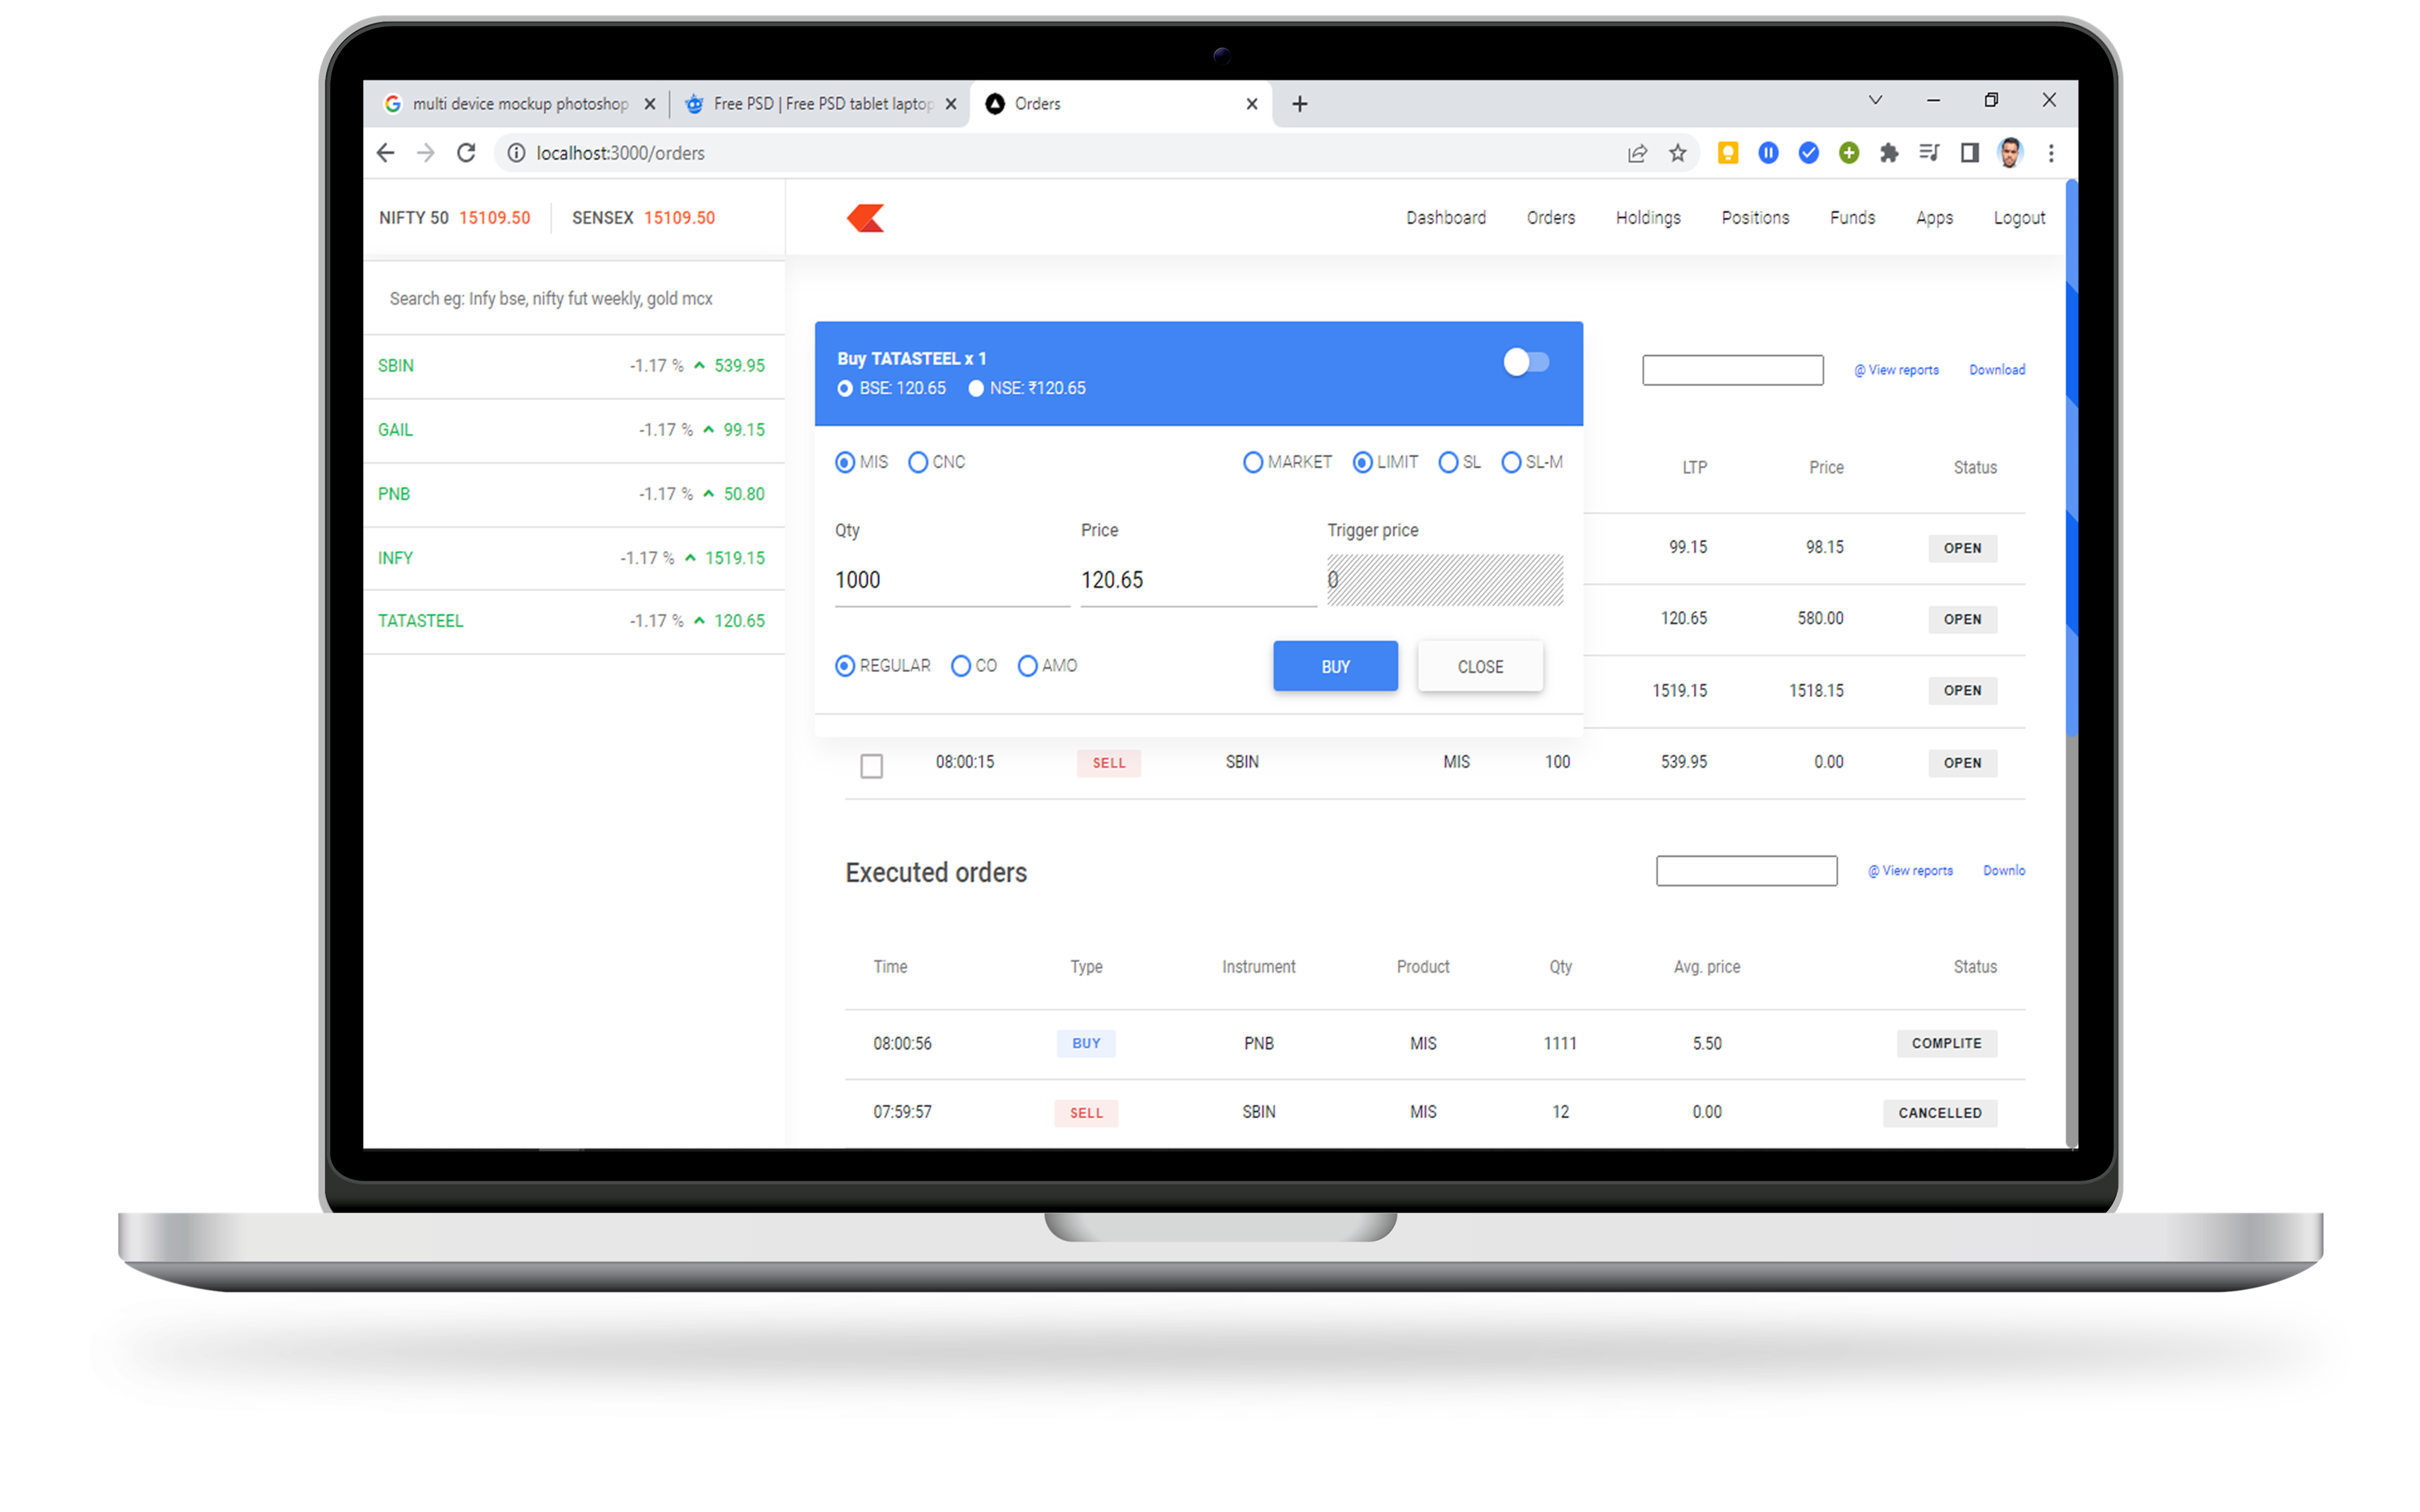 multi device mockup photoshop
Free PSD | Free PSD tablet laptop
Orders
localhost:3000/orders
NIFTY 50 15109.50 SENSEX 15109.50
Dashboard Orders Holdings Positions Funds Apps Logout
Search eg: Infy bse, nifty fut weekly, gold mcx
SBIN -1.17 % 539.95
GAIL -1.17 % 99.15
PNB -1.17 % 50.80
INFY -1.17 % 1519.15
TATASTEEL -1.17 % 120.65
Buy TATASTEEL x 1
BSE: 120.65 NSE: ₹120.65
MIS CNC MARKET LIMIT SL SL-M
Qty Price Trigger price
1000 120.65 0
REGULAR CO AMO BUY CLOSE
@ View reports Download
LTP Price Status
99.15 98.15 OPEN
120.65 580.00 OPEN
1519.15 1518.15 OPEN
08:00:15 SELL SBIN MIS 100 539.95 0.00 OPEN
Executed orders @ View reports Downlo
Time Type Instrument Product Qty Avg. price Status
08:00:56 BUY PNB MIS 1111 5.50 COMPLITE
07:59:57 SELL SBIN MIS 12 0.00 CANCELLED